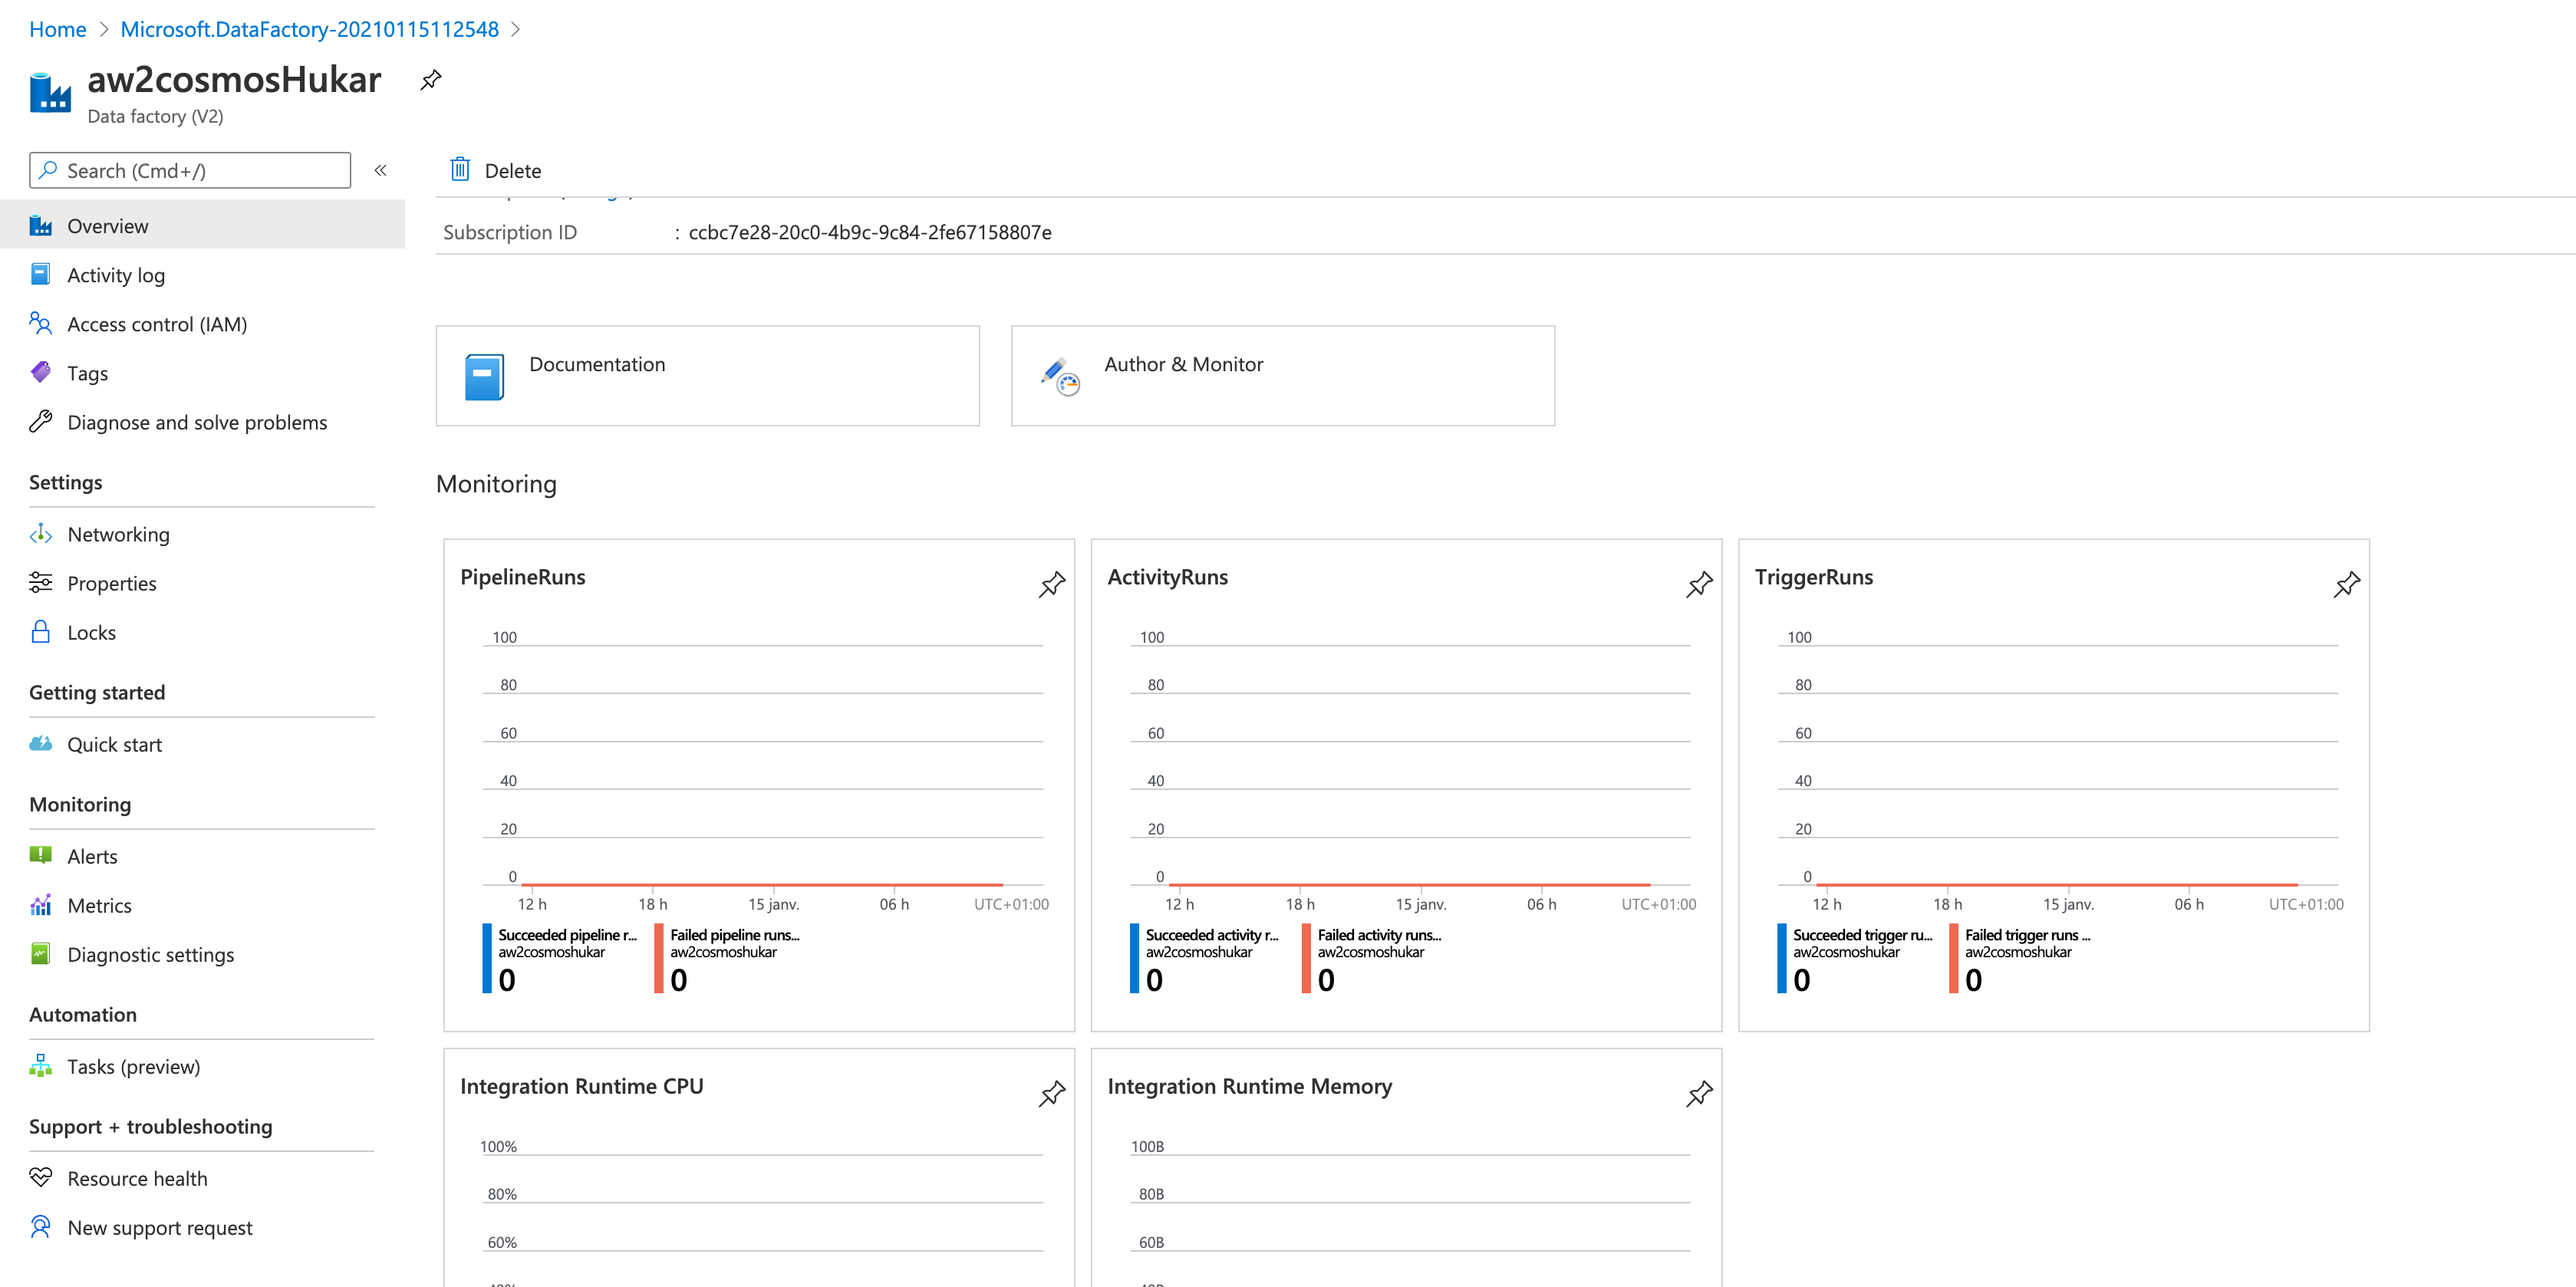 Home > Microsoft.DataFactory-20210115112548 >
aw2cosmosHukar
Data factory (V2)
Search (Cmd+/)
«
Overview
Activity log
Access control (IAM)
Tags
Diagnose and solve problems
Settings
Networking
Properties
Locks
Getting started
Quick start
Monitoring
Alerts
Metrics
Diagnostic settings
Automation
Tasks (preview)
Support + troubleshooting
Resource health
New support request
Delete
Subscription ID : ccbc7e28-20c0-4b9c-9c84-2fe67158807e
Documentation
Author & Monitor
Monitoring
PipelineRuns
100
80
60
40
20
0
12 h 18 h 15 janv. 06 h UTC+01:00
Succeeded pipeline r... Failed pipeline runs...
aw2cosmoshukar aw2cosmoshukar
0 0
ActivityRuns
100
80
60
40
20
0
12 h 18 h 15 janv. 06 h UTC+01:00
Succeeded activity r... Failed activity runs...
aw2cosmoshukar aw2cosmoshukar
0 0
TriggerRuns
100
80
60
40
20
0
12 h 18 h 15 janv. 06 h UTC+01:00
Succeeded trigger ru... Failed trigger runs ...
aw2cosmoshukar aw2cosmoshukar
0 0
Integration Runtime CPU
100%
80%
60%
Integration Runtime Memory
100B
80B
60B